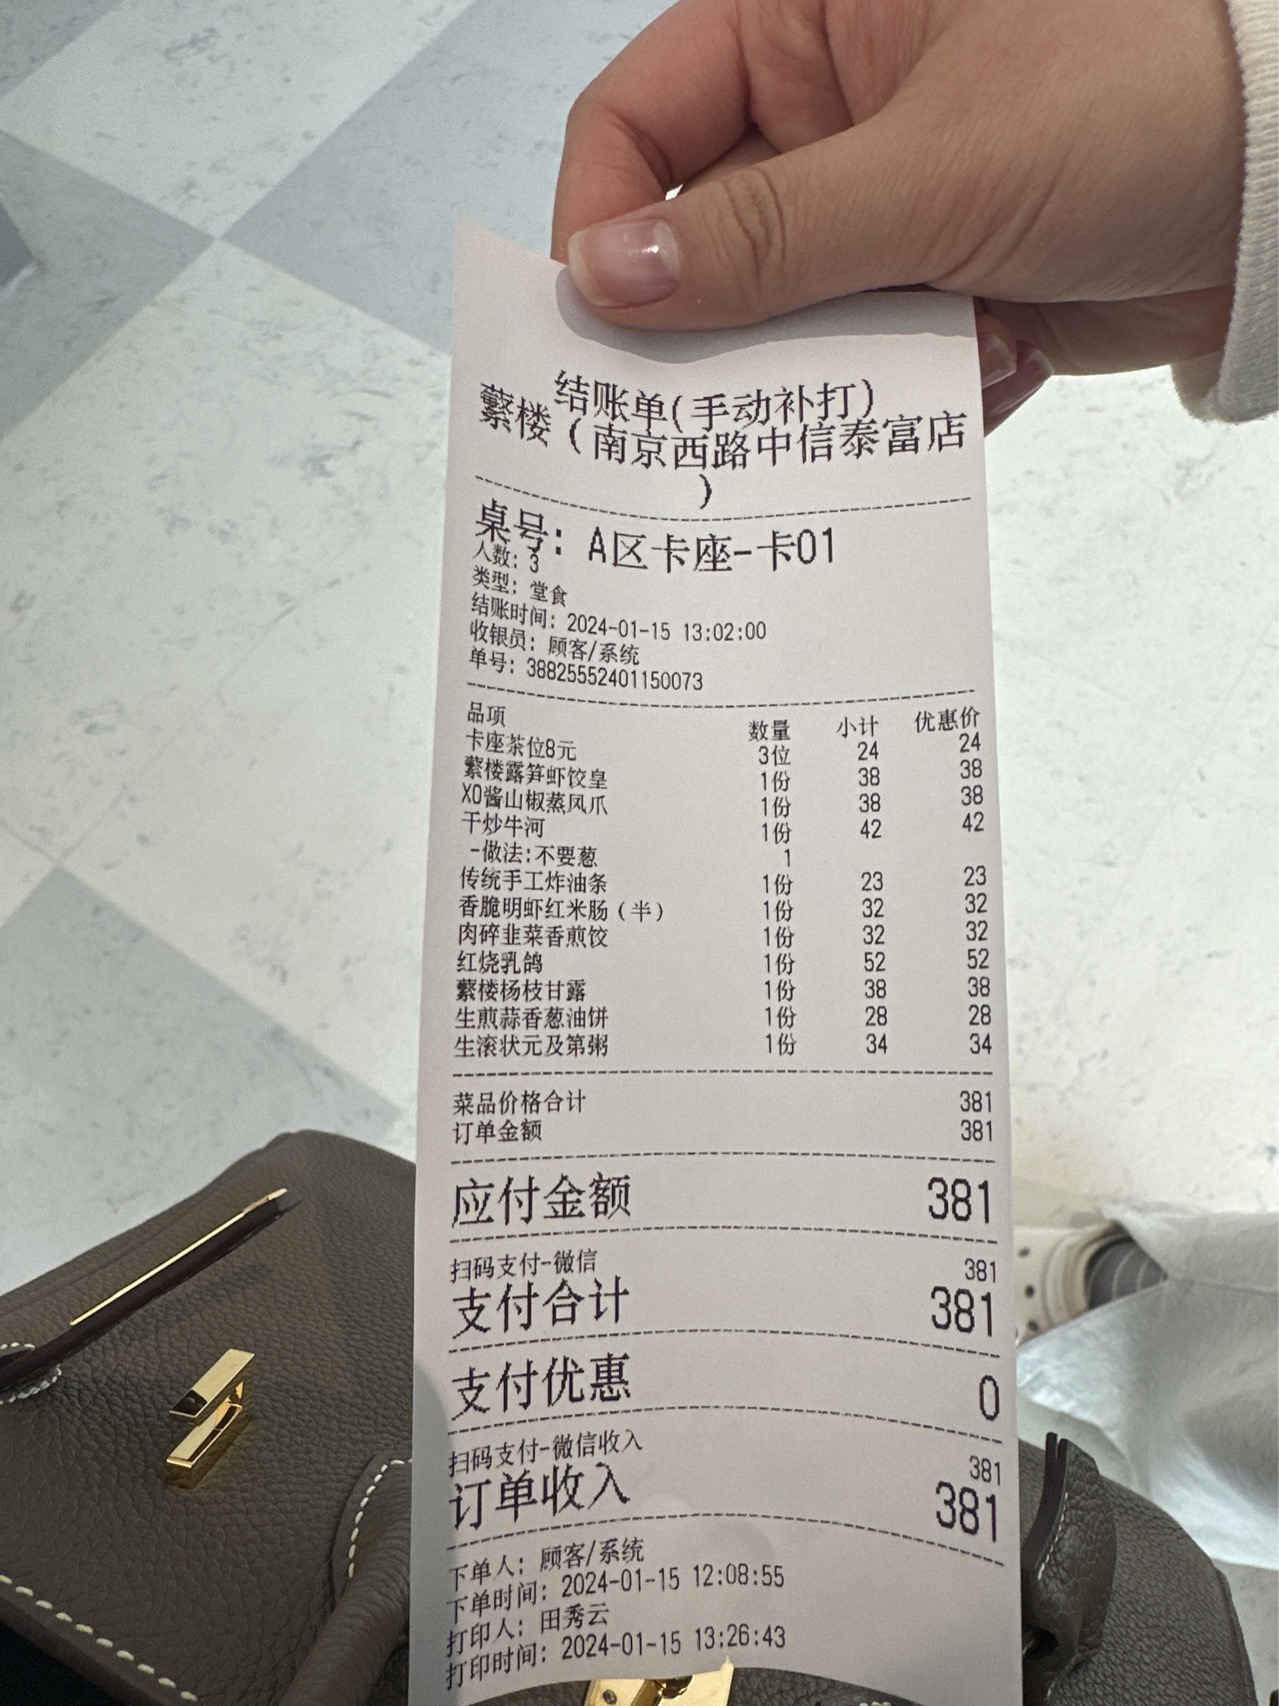 结账单(手动补打)
蘩楼（南京西路中信泰富店
）
桌号：A区卡座-卡01
人数：3
类型：堂食
结账时间：2024-01-15 13:02:00
收银员：顾客/系统
单号：38825552401150073
品项 数量 小计 优惠价
卡座茶位8元 3位 24 24
蘩楼露笋虾饺皇 1份 38 38
XO酱山椒蒸凤爪 1份 38 38
干炒牛河 1份 42 42
-做法:不要葱 1
传统手工炸油条 1份 23 23
香脆明虾红米肠（半） 1份 32 32
肉碎韭菜香煎饺 1份 32 32
红烧乳鸽 1份 52 52
蘩楼杨枝甘露 1份 38 38
生煎蒜香葱油饼 1份 28 28
生滚状元及第粥 1份 34 34
菜品价格合计 381
订单金额 381
应付金额 381
扫码支付-微信 381
支付合计 381
支付优惠 0
扫码支付-微信收入 381
订单收入 381
下单人：顾客/系统
下单时间：2024-01-15 12:08:55
打印人：田秀云
打印时间：2024-01-15 13:26:43